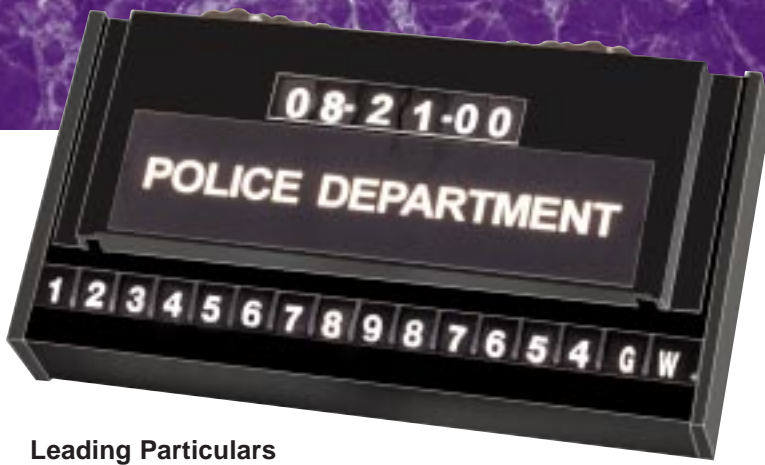 08-21-00
POLICE DEPARTMENT
1 2 3 4 5 6 7 8 9 8 7 6 5 4 G W.
Leading Particulars